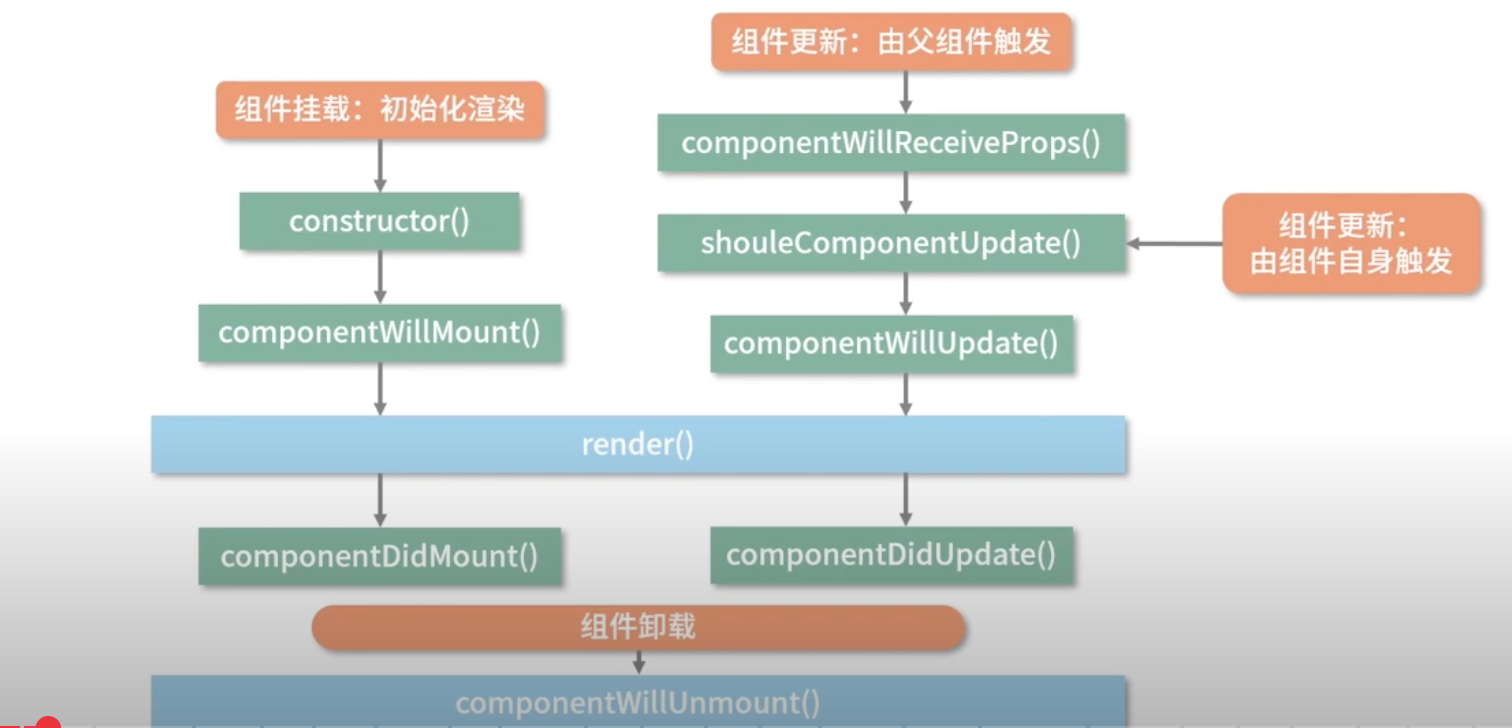 组件更新：由父组件触发
组件挂载：初始化渲染
componentWillReceiveProps()
constructor()
shouleComponentUpdate()
组件更新：
由组件自身触发
componentWillMount()
componentWillUpdate()
render()
componentDidMount()
componentDidUpdate()
组件卸载
componentWillUnmount()